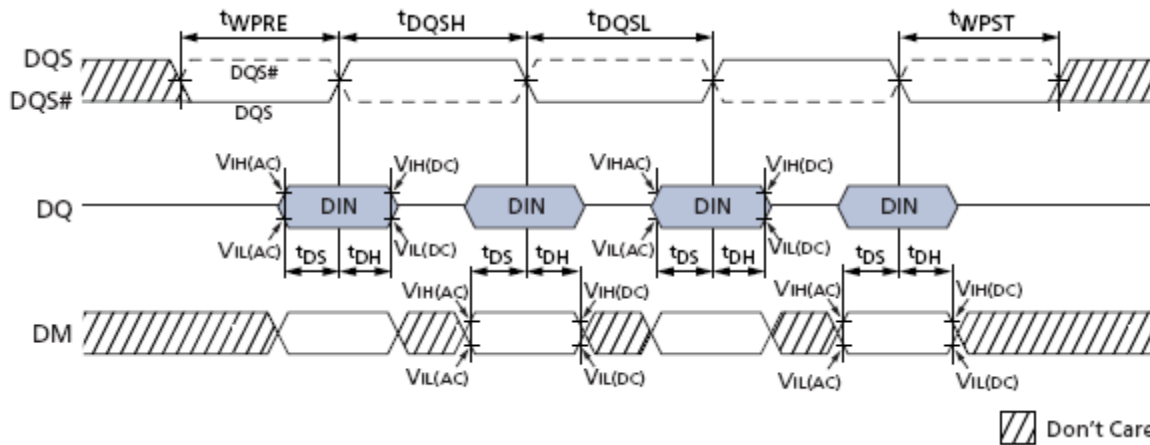 tWPRE tDQSH tDQSL tWPST
DQS
DQS#
DQS#
DQS
VIH(AC) VIH(DC) VIHAC) VIH(DC)
DQ DIN DIN DIN DIN
VIL(AC) VIL(DC) VIL(AC) VIL(DC)
tDS tDH tDS tDH tDS tDH tDS tDH
VIH(AC) VIH(DC) VIH(AC) VIH(DC)
DM
VIL(AC) VIL(DC) VIL(AC) VIL(DC)
Don't Care